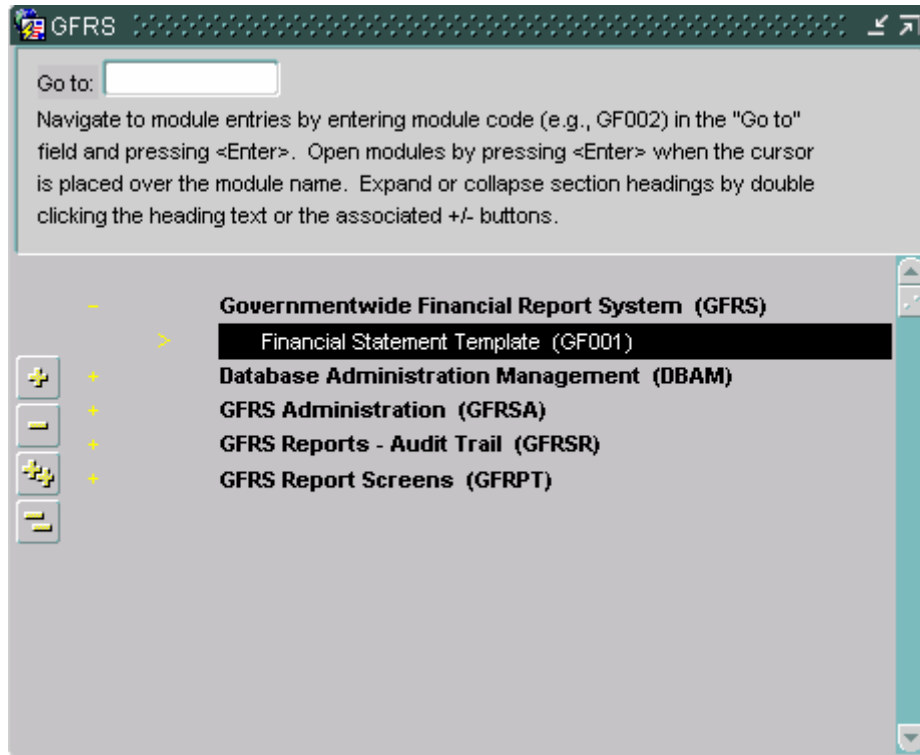 GFRS
Go to:
Navigate to module entries by entering module code (e.g., GF002) in the "Go to"
field and pressing <Enter>. Open modules by pressing <Enter> when the cursor
is placed over the module name. Expand or collapse section headings by double
clicking the heading text or the associated +/- buttons.
− Governmentwide Financial Report System (GFRS)
> Financial Statement Template (GF001)
+ Database Administration Management (DBAM)
+ GFRS Administration (GFRSA)
+ GFRS Reports - Audit Trail (GFRSR)
+ GFRS Report Screens (GFRPT)